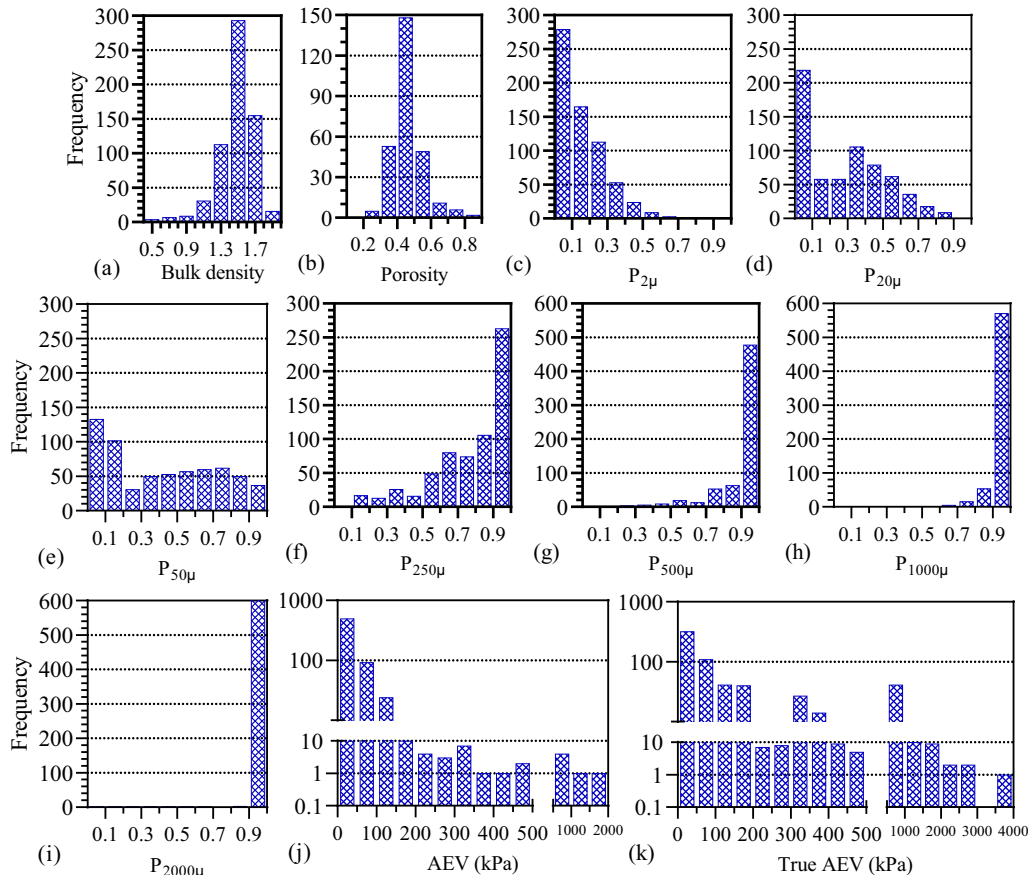 Frequency
300
250
200
150
100
50
0
0.5 0.9 1.3 1.7
(a) Bulk density
150
120
90
60
30
0
0.2 0.4 0.6 0.8
(b) Porosity
300
250
200
150
100
50
0
0.1 0.3 0.5 0.7 0.9
(c) P2μ
300
250
200
150
100
50
0
0.1 0.3 0.5 0.7 0.9
(d) P20μ
Frequency
300
250
200
150
100
50
0
0.1 0.3 0.5 0.7 0.9
(e) P50μ
300
250
200
150
100
50
0
0.1 0.3 0.5 0.7 0.9
(f) P250μ
600
500
400
300
200
100
0
0.1 0.3 0.5 0.7 0.9
(g) P500μ
600
500
400
300
200
100
0
0.1 0.3 0.5 0.7 0.9
(h) P1000μ
Frequency
600
500
400
300
200
100
0
0.1 0.3 0.5 0.7 0.9
(i) P2000μ
1000
100
10
1
0.1
0 100 200 300 400 500 1000 2000
(j) AEV (kPa)
1000
100
10
1
0.1
0 100 200 300 400 500 1000 2000 3000 4000
(k) True AEV (kPa)